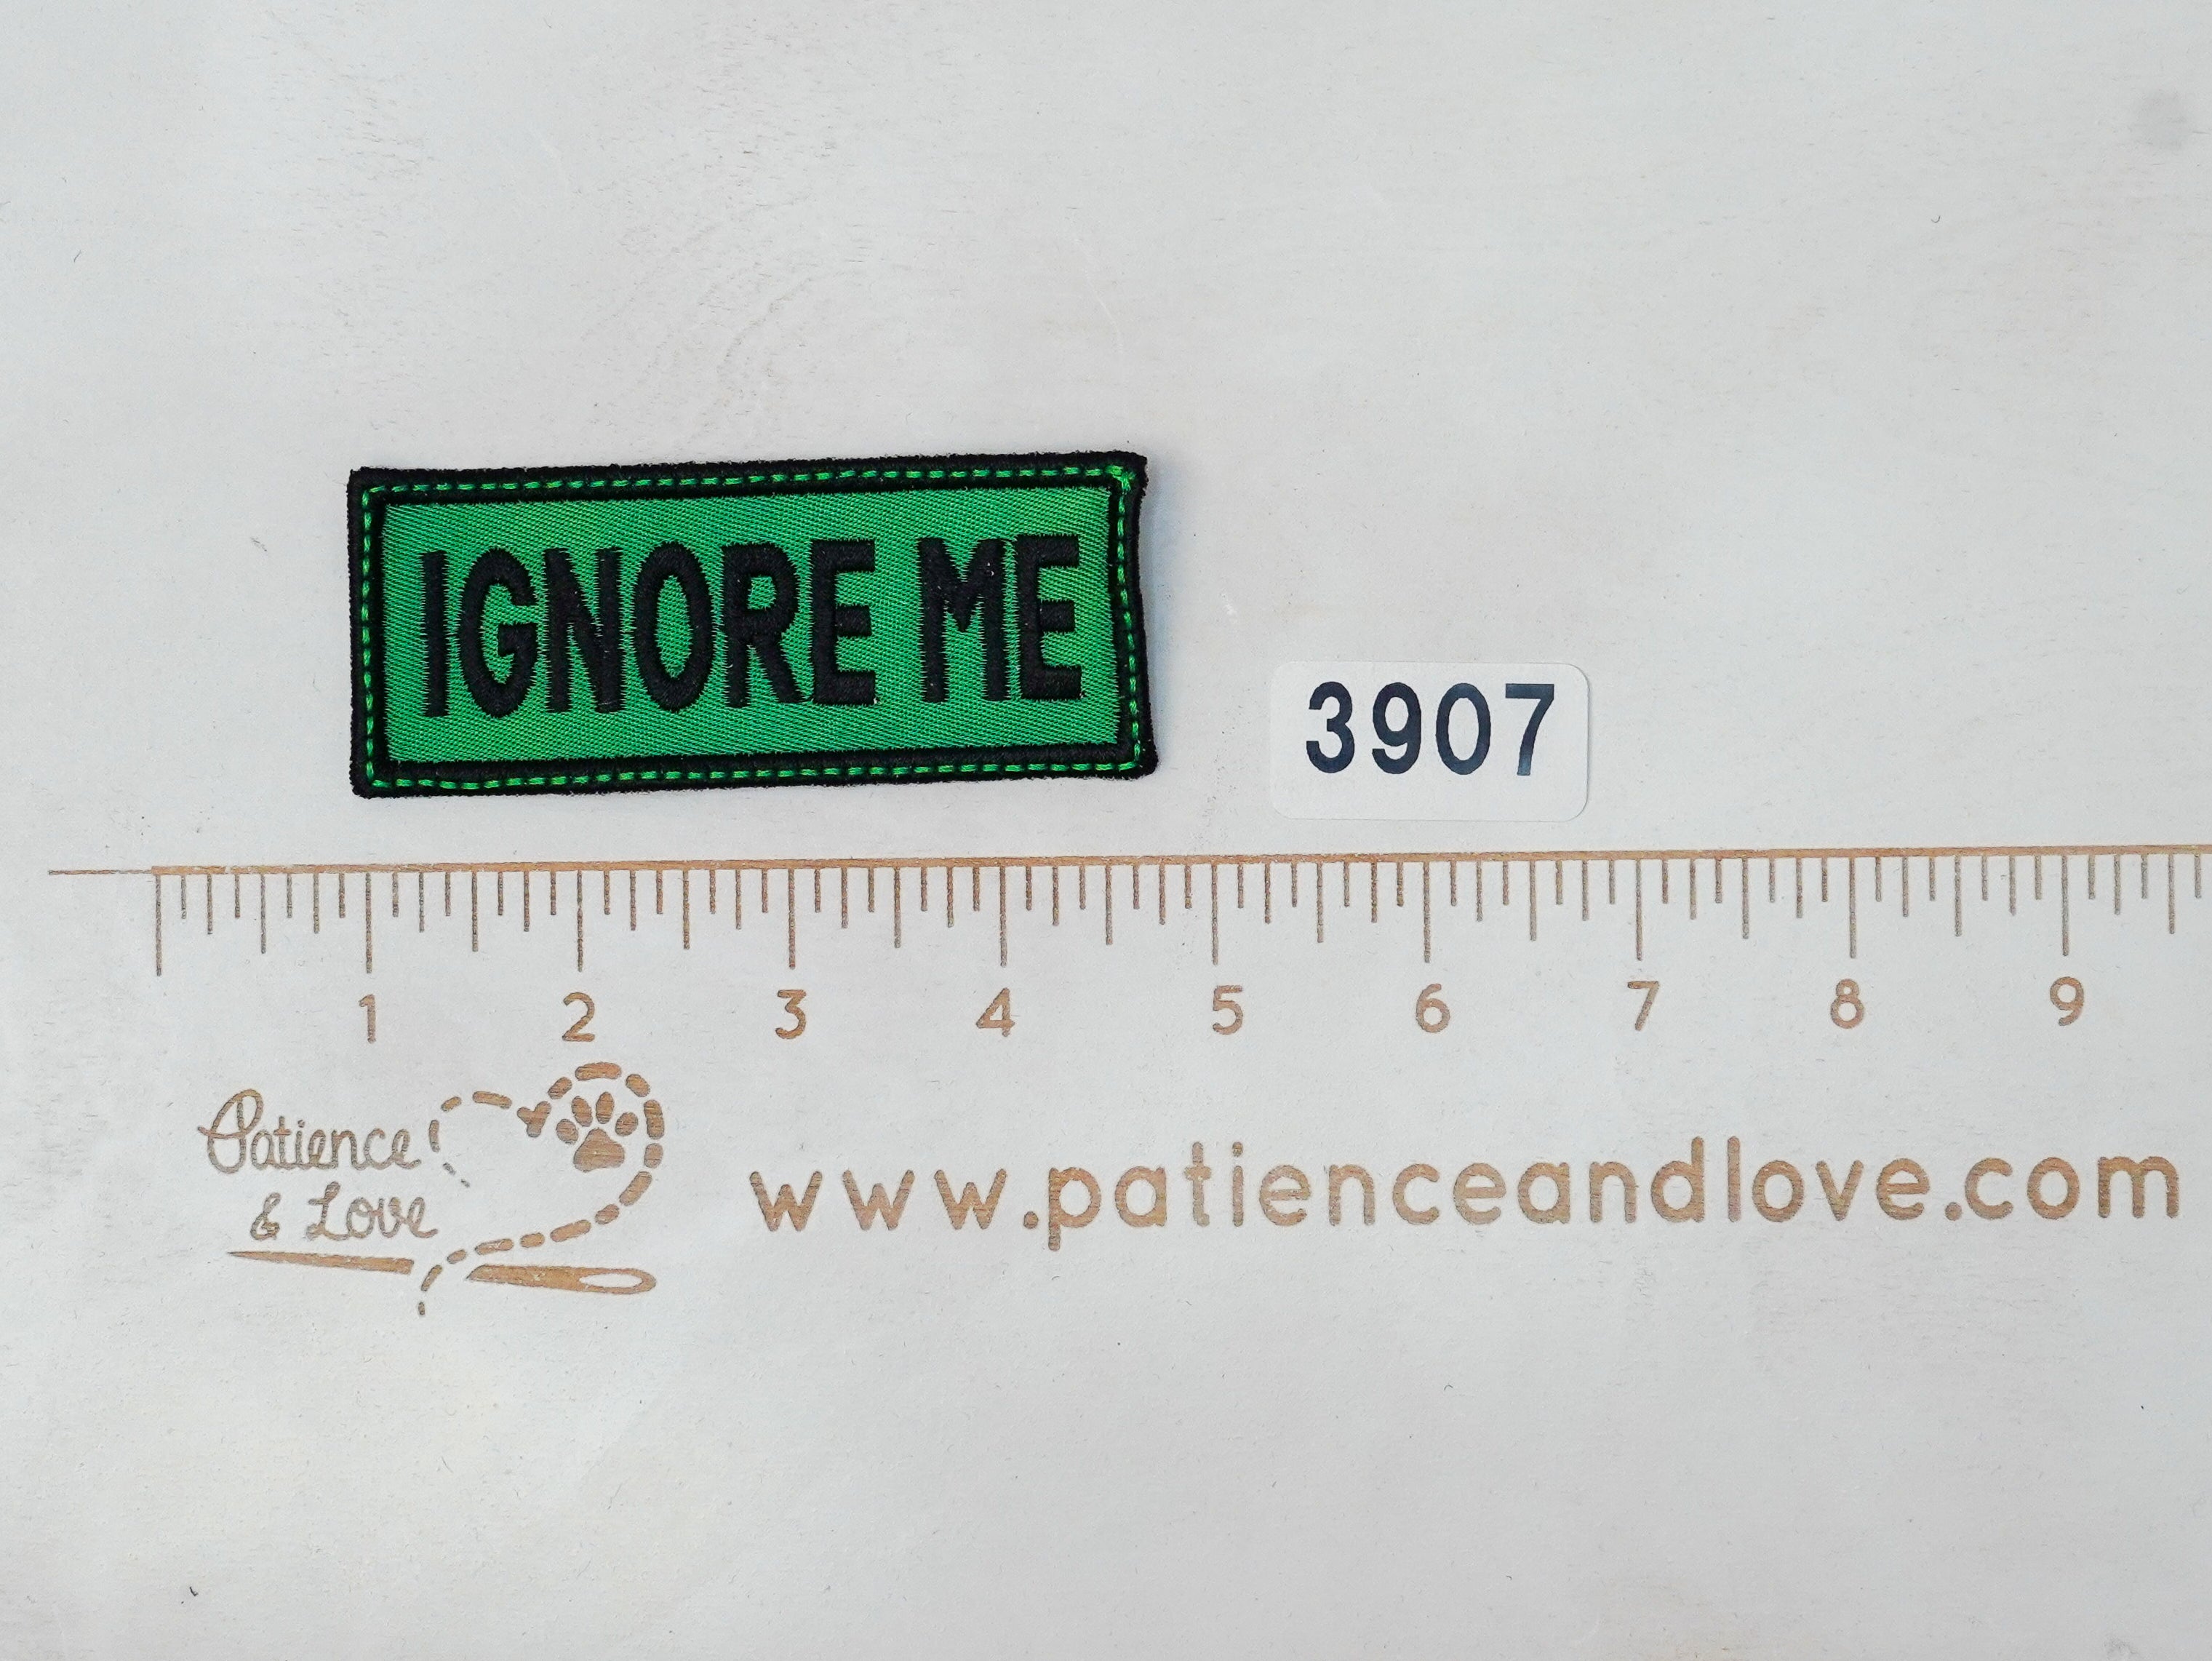 IGNORE ME
3907
1 2 3 4 5 6 7 8 9
Patience
& Love
www.patienceandlove.com